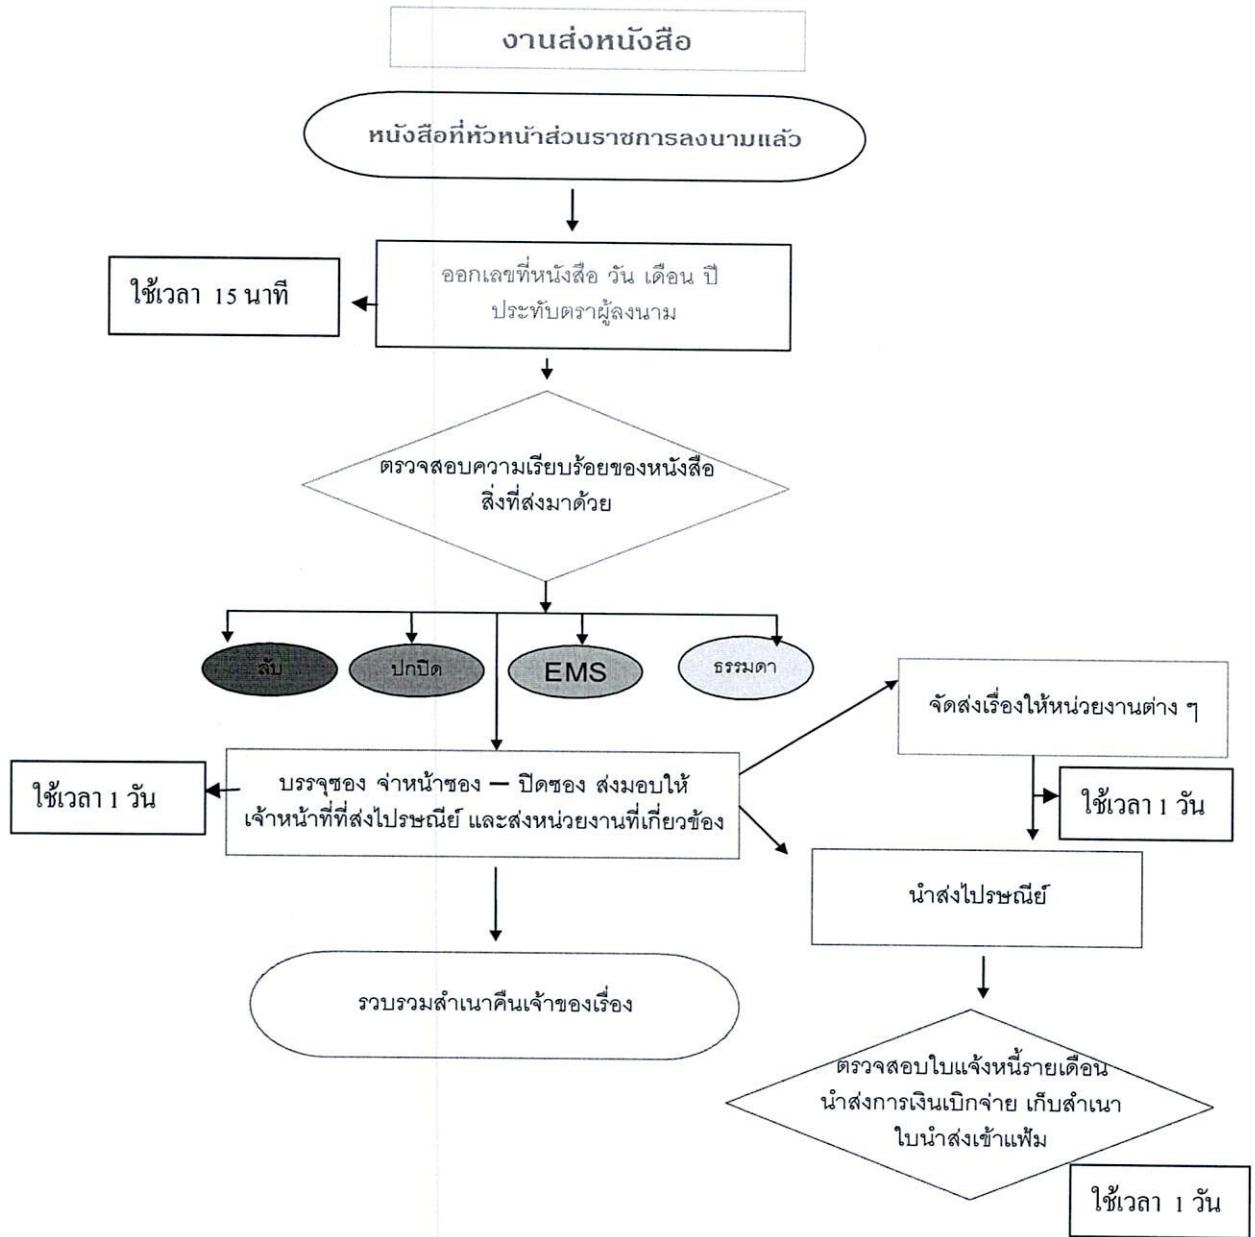 งานส่งหนังสือ
หนังสือที่หัวหน้าส่วนราชการลงนามแล้ว
ออกเลขที่หนังสือ วัน เดือน ปี
ประทับตราผู้ลงนาม
ใช้เวลา 15 นาที
ตรวจสอบความเรียบร้อยของหนังสือ
สิ่งที่ส่งมาด้วย
ลับ
ปกปิด
EMS
ธรรมดา
จัดส่งเรื่องให้หน่วยงานต่าง ๆ
ใช้เวลา 1 วัน
บรรจุซอง จ่าหน้าซอง – ปิดซอง ส่งมอบให้
เจ้าหน้าที่ที่ส่งไปรษณีย์ และส่งหน่วยงานที่เกี่ยวข้อง
ใช้เวลา 1 วัน
นำส่งไปรษณีย์
รวบรวมสำเนาคืนเจ้าของเรื่อง
ตรวจสอบใบแจ้งหนี้รายเดือน
นำส่งการเงินเบิกจ่าย เก็บสำเนา
ใบนำส่งเข้าแฟ้ม
ใช้เวลา 1 วัน